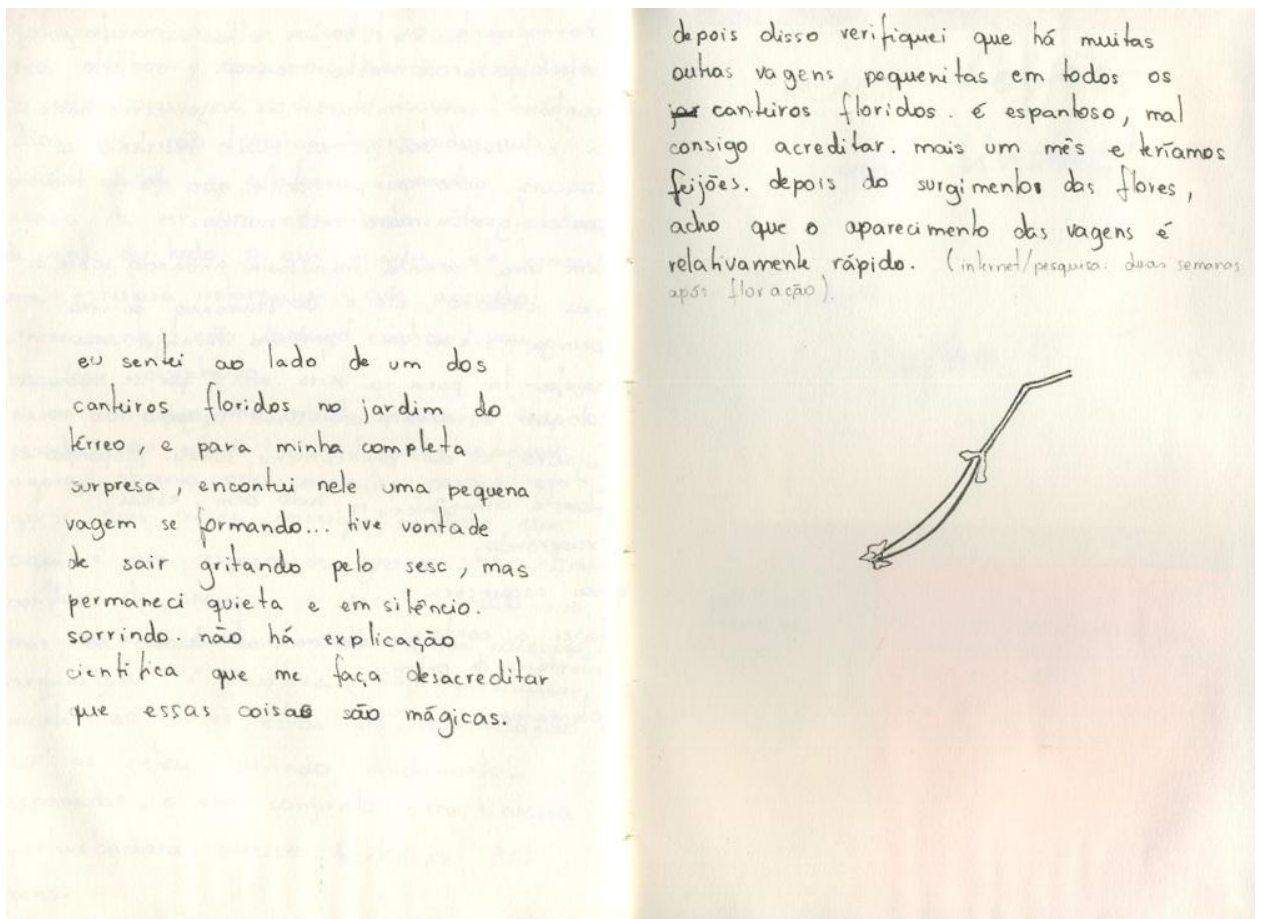 eu sentei ao lado de um dos
canteiros floridos no jardim do
térreo, e para minha completa
surpresa, encontrei nele uma pequena
vagem se formando... tive vontade
de sair gritando pelo sesc, mas
permaneci quieta e em silêncio.
sorrindo. não há explicação
científica que me faça desacreditar
que essas coisas são mágicas.
depois disso verifiquei que há muitas
outras vagens pequenitas em todos os
canteiros floridos. é espantoso, mal
consigo acreditar. mais um mês e teríamos
feijões. depois do surgimento das flores,
acho que o aparecimento das vagens é
relativamente rápido. (internet/pesquisa: duas semanas
após floração).